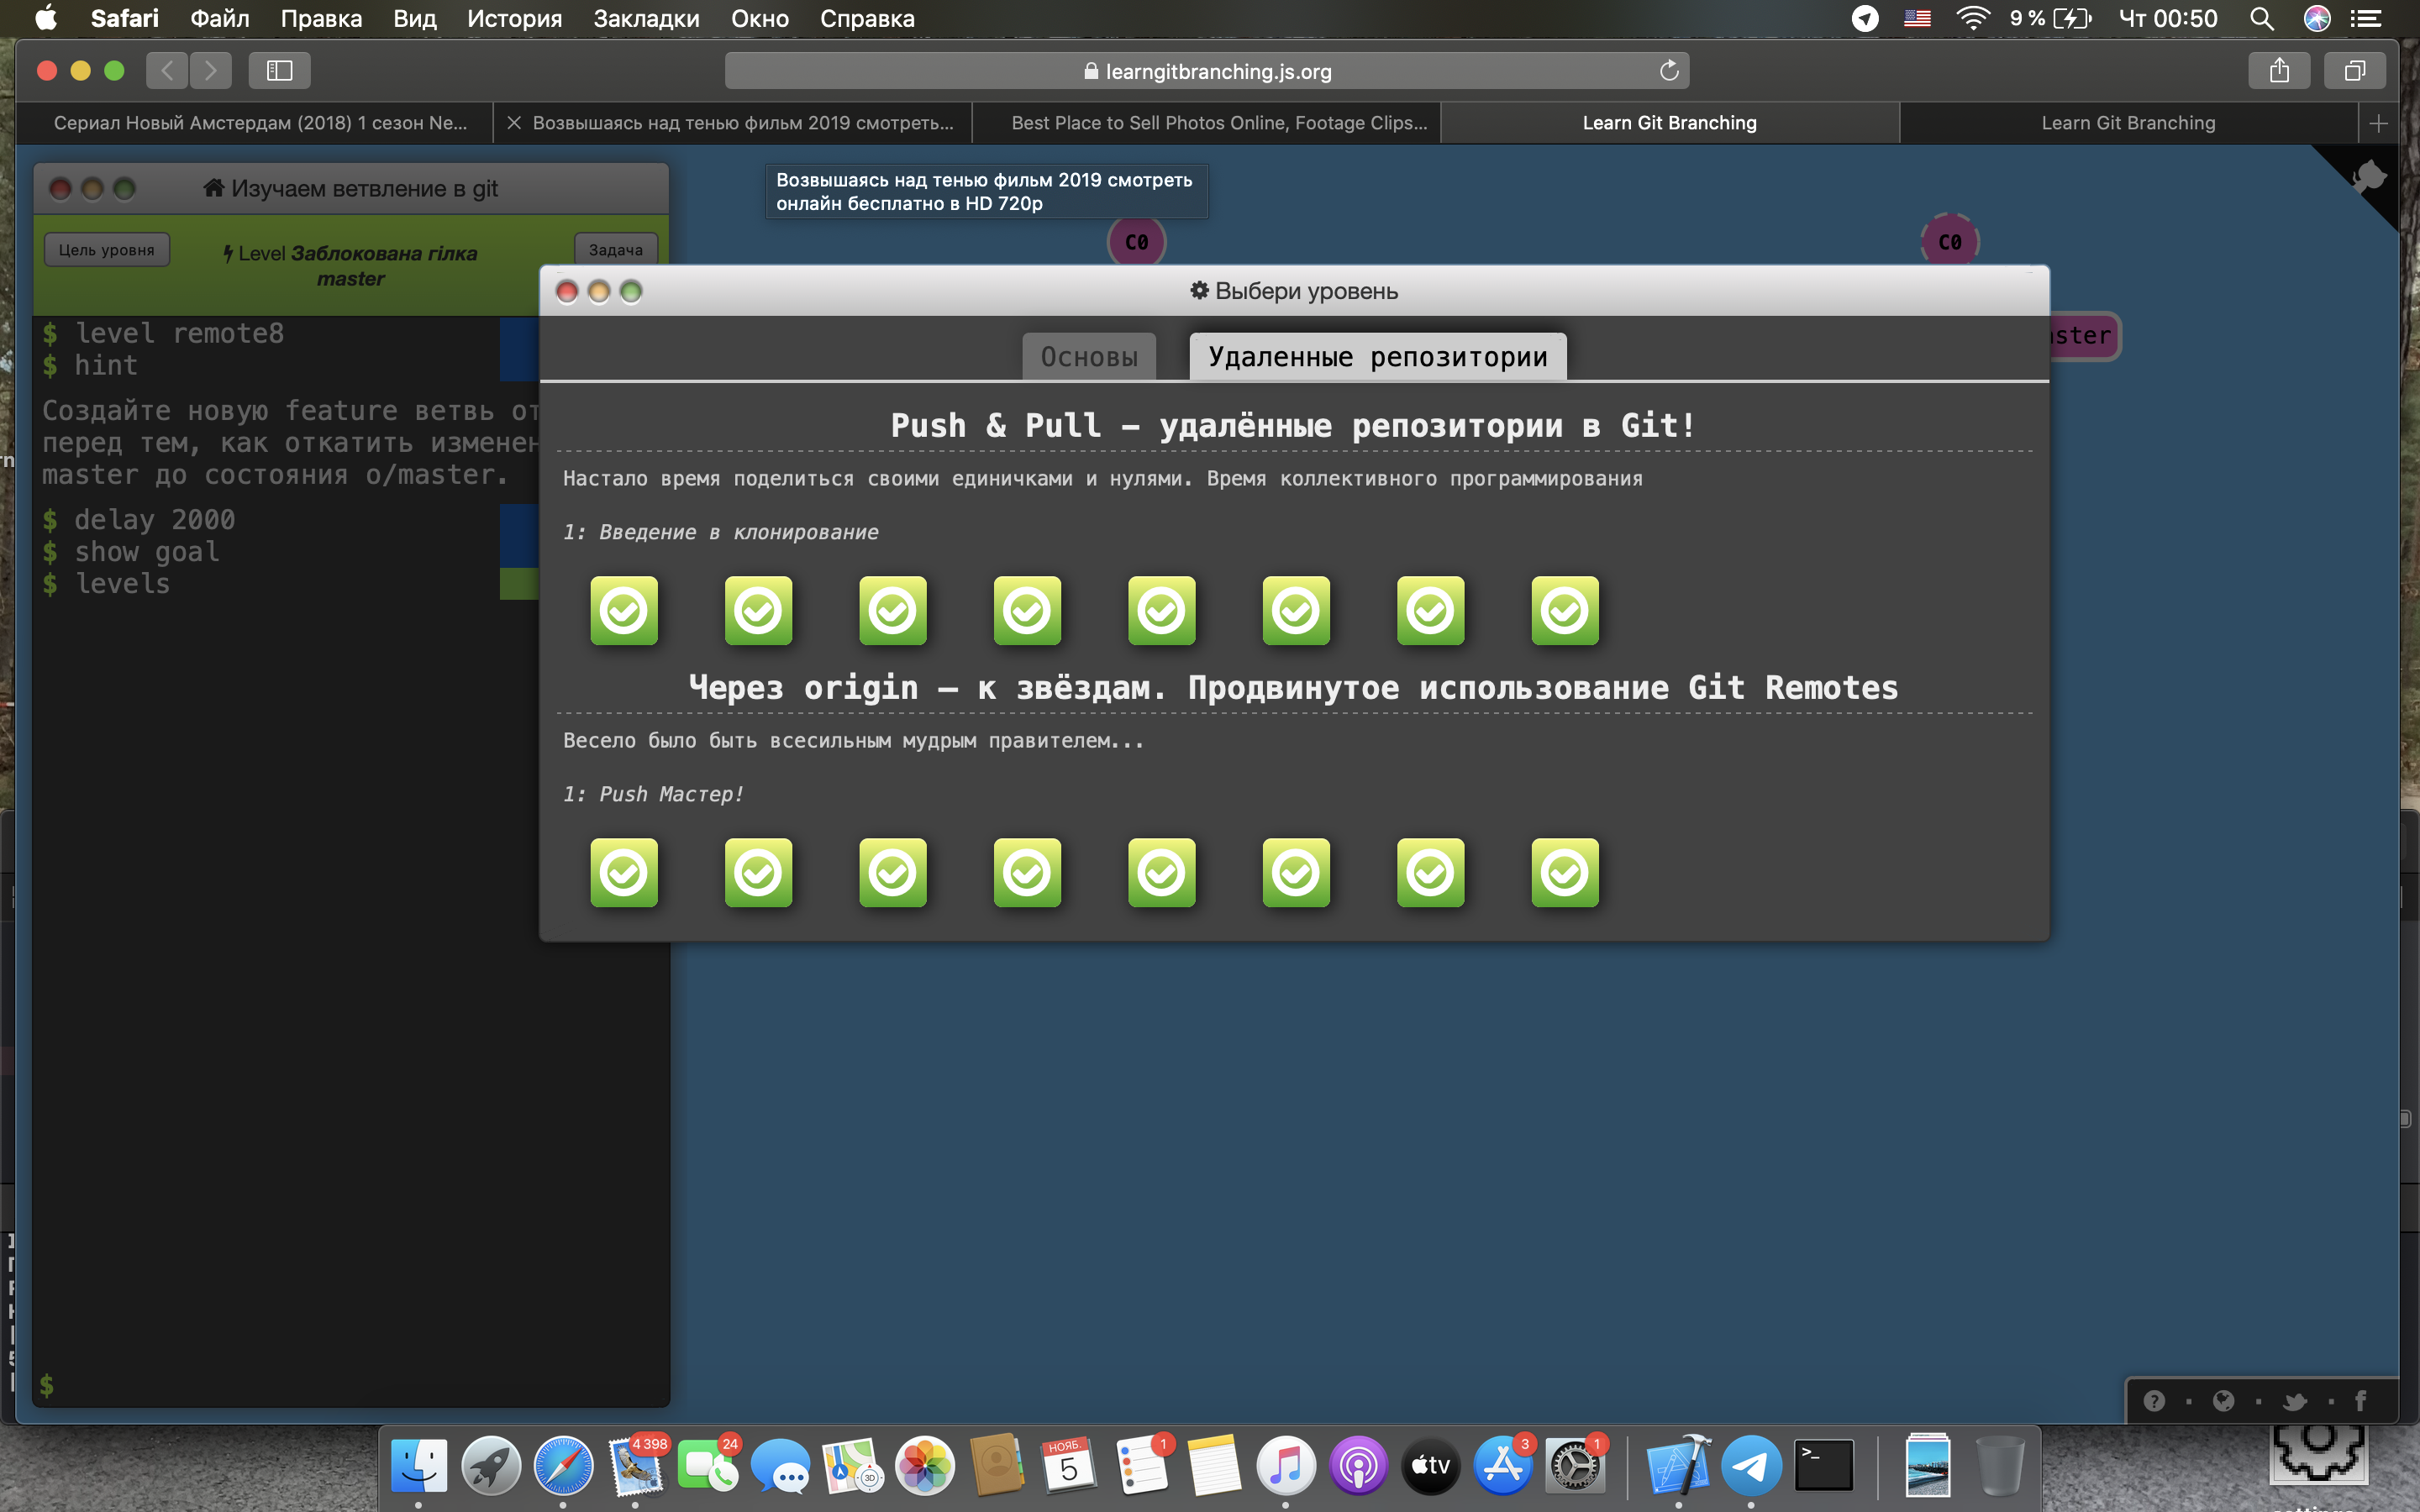 Safari Файл Правка Вид История Закладки Окно Справка 9 % Чт 00:50
learngitbranching.js.org
Сериал Новый Амстердам (2018) 1 сезон Ne... Возвышаясь над тенью фильм 2019 смотреть... Best Place to Sell Photos Online, Footage Clips... Learn Git Branching Learn Git Branching
Изучаем ветвление в git
Возвышаясь над тенью фильм 2019 смотреть
онлайн бесплатно в HD 720p
Цель уровня
Level Заблокована гілка
master
Задача
C0
C0
$ level remote8
$ hint
Создайте новую feature ветвь от
перед тем, как откатить изменен
master до состояния o/master.
$ delay 2000
$ show goal
$ levels
$
Выбери уровень
Основы Удаленные репозитории
Push & Pull – удалённые репозитории в Git!
Настало время поделиться своими единичками и нулями. Время коллективного программирования
1: Введение в клонирование
Через origin – к звёздам. Продвинутое использование Git Remotes
Весело было быть всесильным мудрым правителем...
1: Push Мастер!
ster
4 398
24
3D
НОЯБ.
5
1
tv
3
1
>_